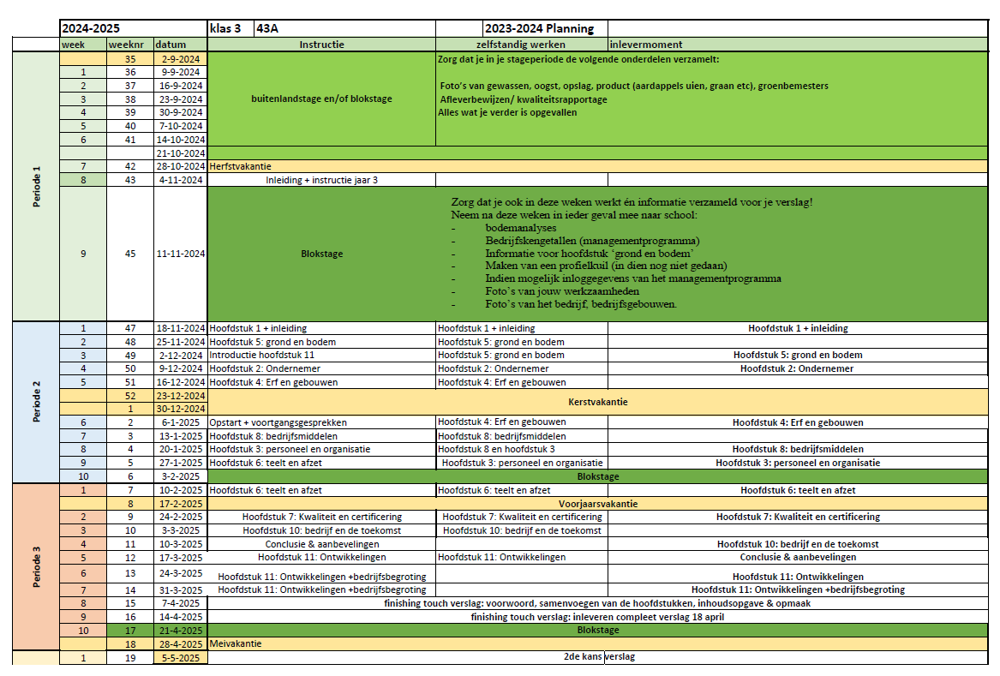 2024-2025 klas 3 43A 2023-2024 Planning
week weeknr datum Instructie zelfstandig werken inlevermoment
Periode 1
35 2-9-2024 Zorg dat je in je stageperiode de volgende onderdelen verzamelt:
1 36 9-9-2024
2 37 16-9-2024 Foto's van gewassen, oogst, opslag, product (aardappels uien, graan etc), groenbemesters
3 38 23-9-2024 buitenlandstage en/of blokstage Afleverbewijzen/ kwaliteitsrapportage
4 39 30-9-2024 Alles wat je verder is opgevallen
5 40 7-10-2024
6 41 14-10-2024
21-10-2024
7 42 28-10-2024 Herfstvakantie
8 43 4-11-2024 Inleiding + instructie jaar 3
9 45 11-11-2024 Blokstage
Zorg dat je ook in deze weken werkt én informatie verzameld voor je verslag!
Neem na deze weken in ieder geval mee naar school:
- bodemanalyses
- Bedrijfskengetallen (managementprogramma)
- Informatie voor hoofdstuk ‘grond en bodem’
- Maken van een profielkuil (in dien nog niet gedaan)
- Indien mogelijk inloggegevens van het managementprogramma
- Foto’s van jouw werkzaamheden
- Foto’s van het bedrijf, bedrijfsgebouwen.
Periode 2
1 47 18-11-2024 Hoofdstuk 1 + inleiding Hoofdstuk 1 + inleiding Hoofdstuk 1 + inleiding
2 48 25-11-2024 Hoofdstuk 5: grond en bodem Hoofdstuk 5: grond en bodem
3 49 2-12-2024 Introductie hoofdstuk 11 Hoofdstuk 5: grond en bodem Hoofdstuk 5: grond en bodem
4 50 9-12-2024 Hoofdstuk 2: Ondernemer Hoofdstuk 2: Ondernemer Hoofdstuk 2: Ondernemer
5 51 16-12-2024 Hoofdstuk 4: Erf en gebouwen Hoofdstuk 4: Erf en gebouwen
52 23-12-2024 Kerstvakantie
1 30-12-2024
6 2 6-1-2025 Opstart + voortgangsgesprekken Hoofdstuk 4: Erf en gebouwen Hoofdstuk 4: Erf en gebouwen
7 3 13-1-2025 Hoofdstuk 8: bedrijfsmiddelen Hoofdstuk 8: bedrijfsmiddelen
8 4 20-1-2025 Hoofdstuk 3: personeel en organisatie Hoofdstuk 8 en hoofdstuk 3 Hoofdstuk 8: bedrijfsmiddelen
9 5 27-1-2025 Hoofdstuk 6: teelt en afzet Hoofdstuk 3: personeel en organisatie Hoofdstuk 3: personeel en organisatie
10 6 3-2-2025 Blokstage
Periode 3
1 7 10-2-2025 Hoofdstuk 6: teelt en afzet Hoofdstuk 6: teelt en afzet Hoofdstuk 6: teelt en afzet
8 17-2-2025 Voorjaarsvakantie
2 9 24-2-2025 Hoofdstuk 7: Kwaliteit en certificering Hoofdstuk 7: Kwaliteit en certificering Hoofdstuk 7: Kwaliteit en certificering
3 10 3-3-2025 Hoofdstuk 10: bedrijf en de toekomst Hoofdstuk 10: bedrijf en de toekomst
4 11 10-3-2025 Conclusie & aanbevelingen Hoofdstuk 10: bedrijf en de toekomst
5 12 17-3-2025 Hoofdstuk 11: Ontwikkelingen Hoofdstuk 11: Ontwikkelingen Conclusie & aanbevelingen
6 13 24-3-2025 Hoofdstuk 11: Ontwikkelingen +bedrijfsbegroting Hoofdstuk 11: Ontwikkelingen
7 14 31-3-2025 Hoofdstuk 11: Ontwikkelingen +bedrijfsbegroting Hoofdstuk 11: Ontwikkelingen +bedrijfsbegroting
8 15 7-4-2025 finishing touch verslag: voorwoord, samenvoegen van de hoofdstukken, inhoudsopgave & opmaak
9 16 14-4-2025 finishing touch verslag: inleveren compleet verslag 18 april
10 17 21-4-2025 Blokstage
18 28-4-2025 Meivakantie
1 19 5-5-2025 2de kans verslag